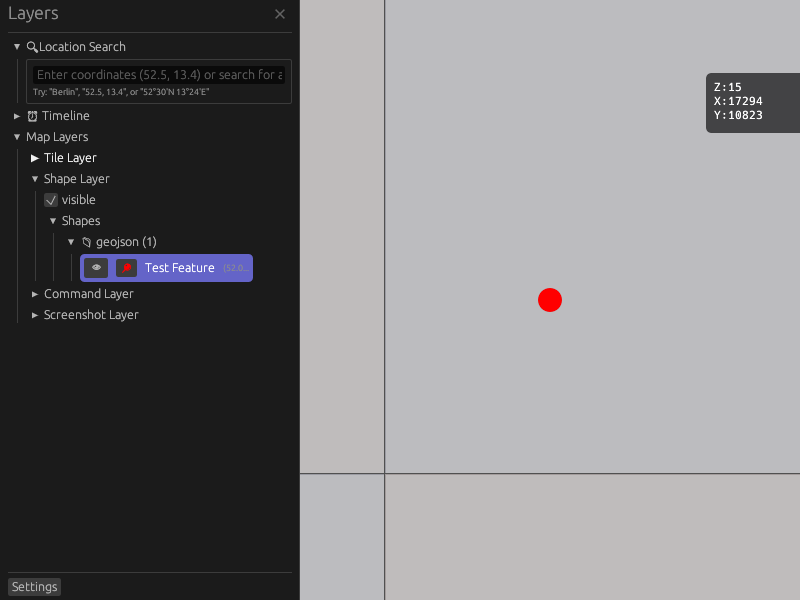 Layers
Location Search
Enter coordinates (52.5, 13.4) or search for a
Try: "Berlin", "52.5, 13.4", or "52°30'N 13°24'E"
Timeline
Map Layers
Tile Layer
Shape Layer
visible
Shapes
geojson (1)
Test Feature (52.0...
Command Layer
Screenshot Layer
Settings
Z:15
X:17294
Y:10823